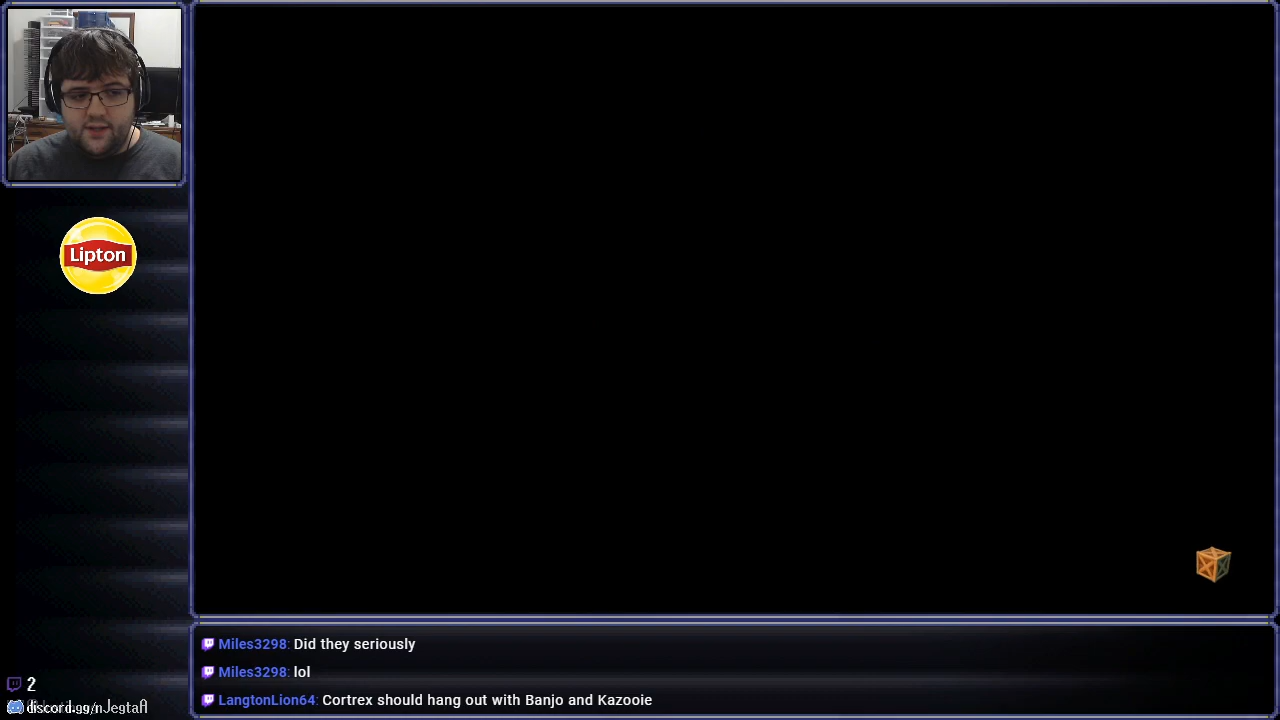 Lipton
Miles3298: Did they seriously
Miles3298: lol
LangtonLion64: Cortrex should hang out with Banjo and Kazooie
2